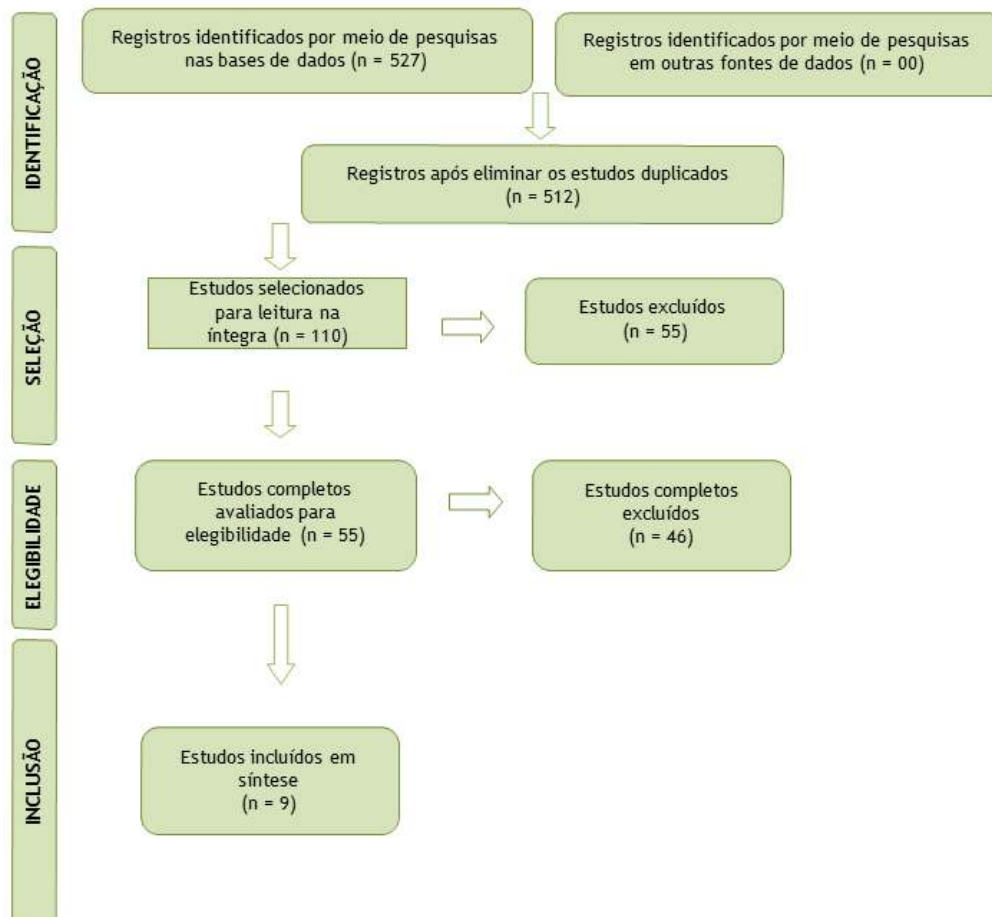 IDENTIFICAÇÃO
Registros identificados por meio de pesquisas
nas bases de dados (n = 527)
Registros identificados por meio de pesquisas
em outras fontes de dados (n = 00)
Registros após eliminar os estudos duplicados
(n = 512)
SELEÇÃO
Estudos selecionados
para leitura na
íntegra (n = 110)
Estudos excluídos
(n = 55)
ELEGIBILIDADE
Estudos completos
avaliados para
elegibilidade (n = 55)
Estudos completos
excluídos
(n = 46)
INCLUSÃO
Estudos incluídos em
síntese
(n = 9)